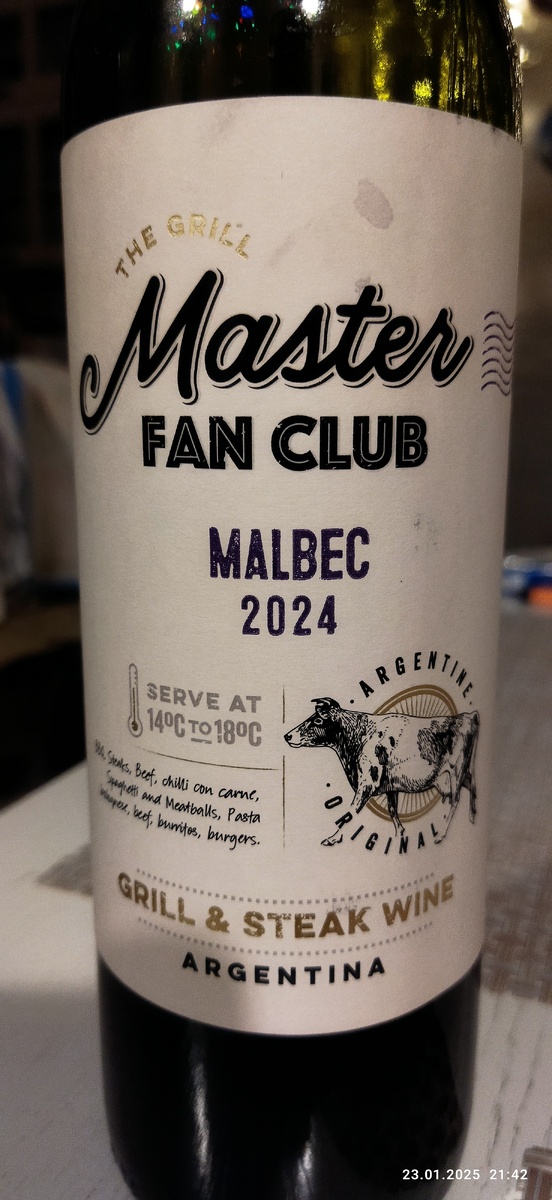 THE GRILL
Master
FAN CLUB
MALBEC
2024
SERVE AT
14ºC TO 18ºC
Steaks, Beef, chilli con carne,
Spaghetti and Meatballs, Pasta
bolognese, beef, burritos, burgers.
· ARGENTINE ·
· ORIGINAL ·
GRILL & STEAK WINE
ARGENTINA
23.01.2025 21:42